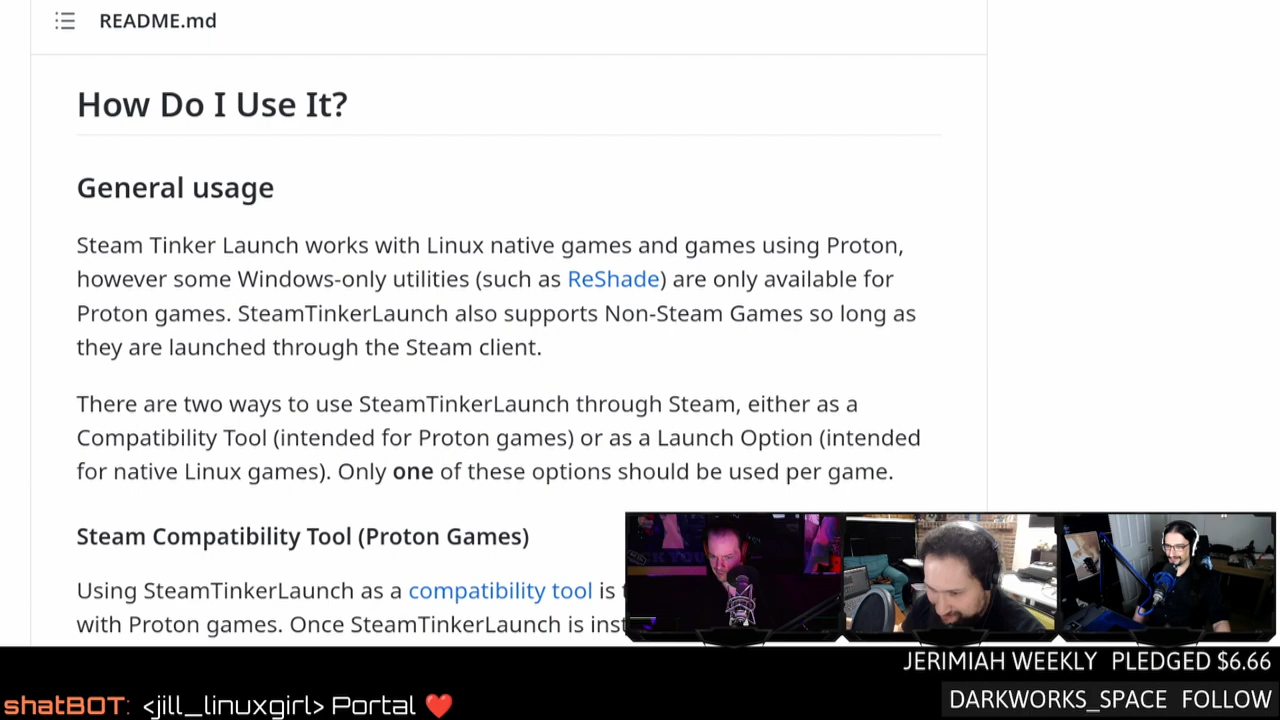 README.md
How Do I Use It?
General usage
Steam Tinker Launch works with Linux native games and games using Proton,
however some Windows-only utilities (such as ReShade) are only available for
Proton games. SteamTinkerLaunch also supports Non-Steam Games so long as
they are launched through the Steam client.
There are two ways to use SteamTinkerLaunch through Steam, either as a
Compatibility Tool (intended for Proton games) or as a Launch Option (intended
for native Linux games). Only one of these options should be used per game.
Steam Compatibility Tool (Proton Games)
Using SteamTinkerLaunch as a compatibility tool is
with Proton games. Once SteamTinkerLaunch is
JERIMIAH WEEKLY PLEDGED $6.66
DARKWORKS_SPACE FOLLOW
shatBOT: <jill_linuxgirl> Portal ❤️